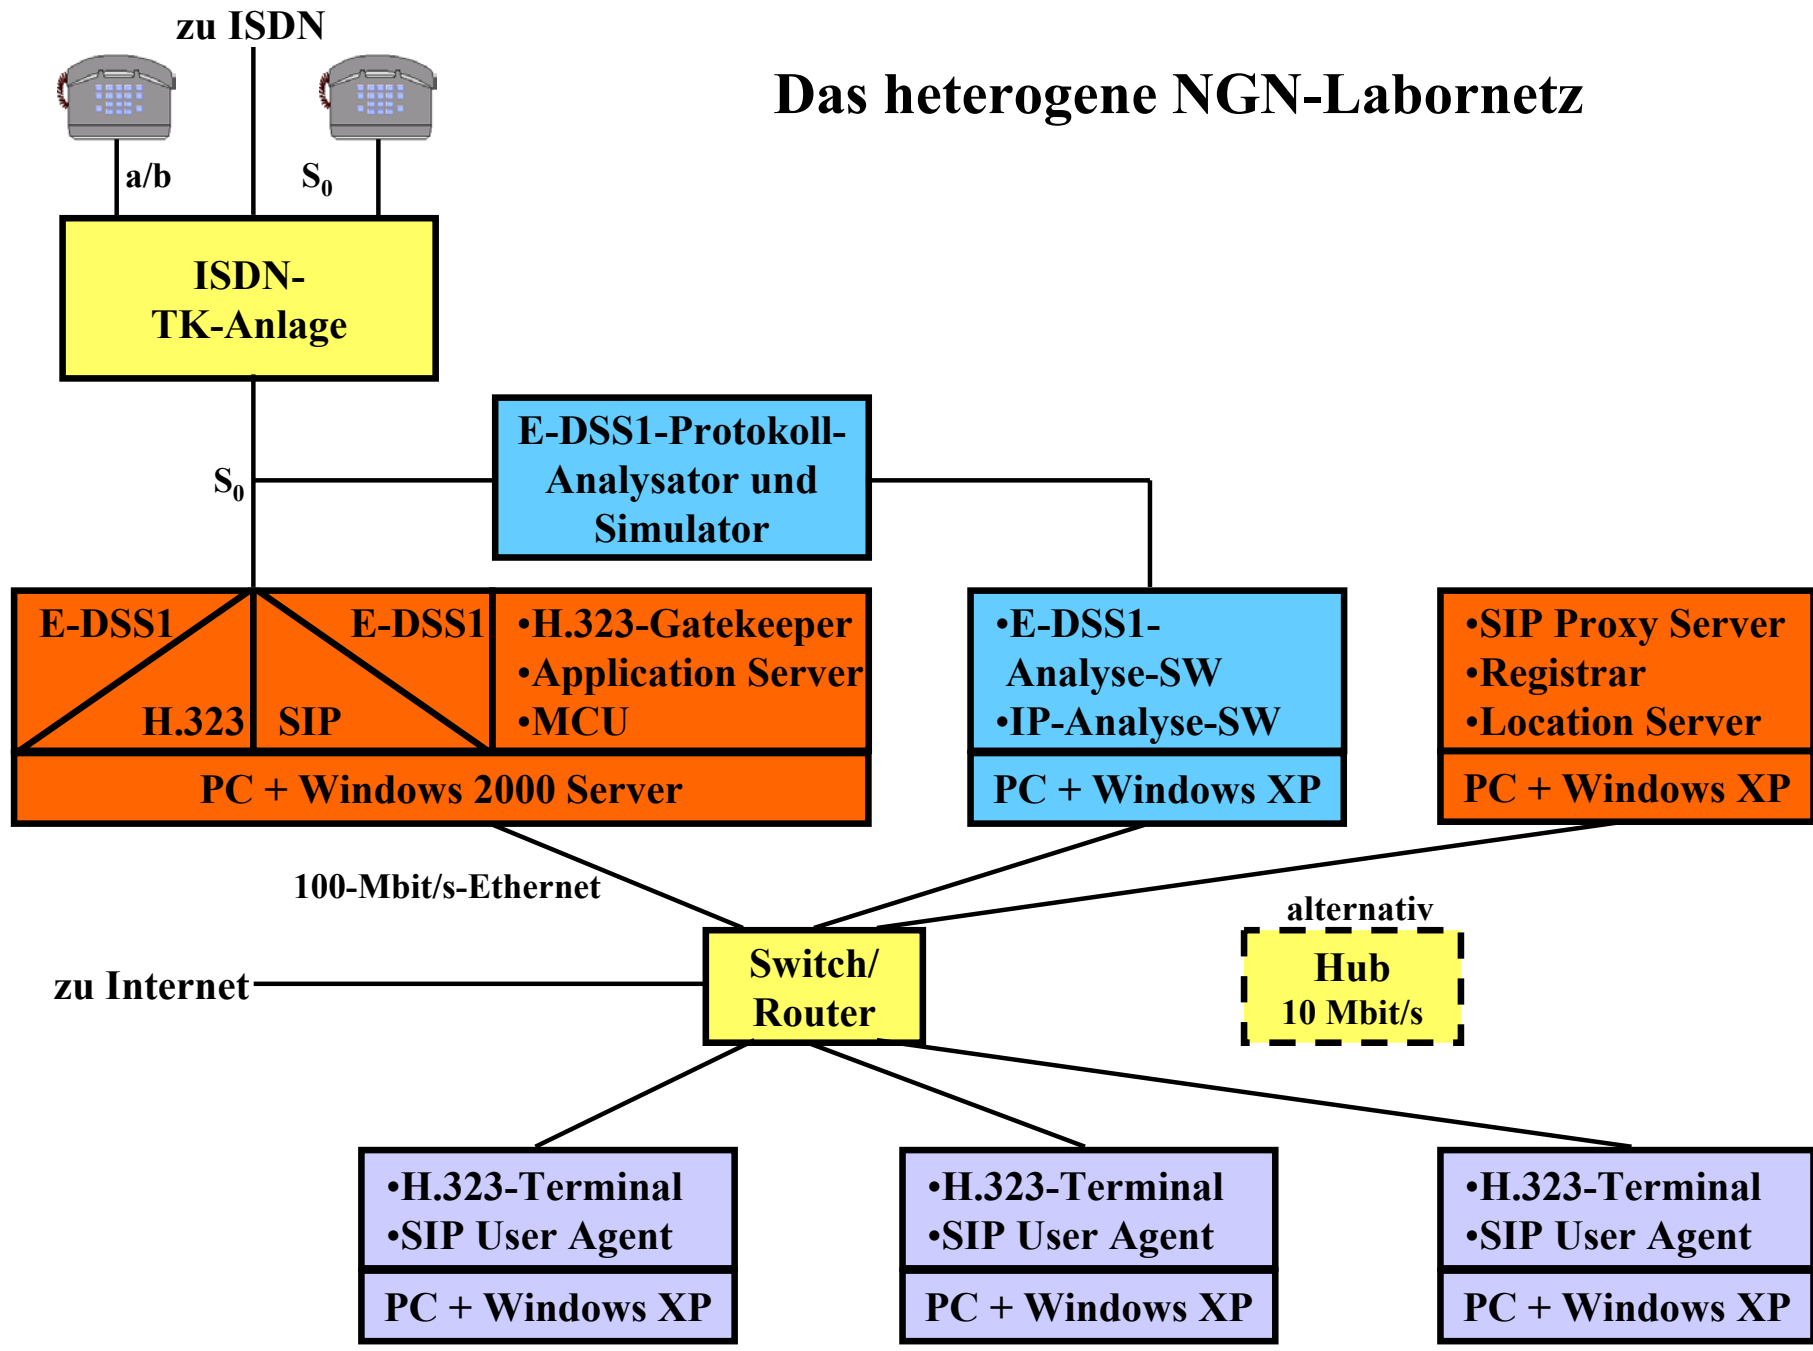 zu ISDN
Das heterogene NGN-Labornetz
a/b
S0
ISDN-
TK-Anlage
E-DSS1-Protokoll-
Analysator und
Simulator
S0
E-DSS1
E-DSS1
H.323
SIP
•H.323-Gatekeeper
•Application Server
•MCU
PC + Windows 2000 Server
•E-DSS1-
Analyse-SW
•IP-Analyse-SW
PC + Windows XP
•SIP Proxy Server
•Registrar
•Location Server
PC + Windows XP
100-Mbit/s-Ethernet
alternativ
Hub
10 Mbit/s
zu Internet
Switch/
Router
•H.323-Terminal
•SIP User Agent
PC + Windows XP
•H.323-Terminal
•SIP User Agent
PC + Windows XP
•H.323-Terminal
•SIP User Agent
PC + Windows XP